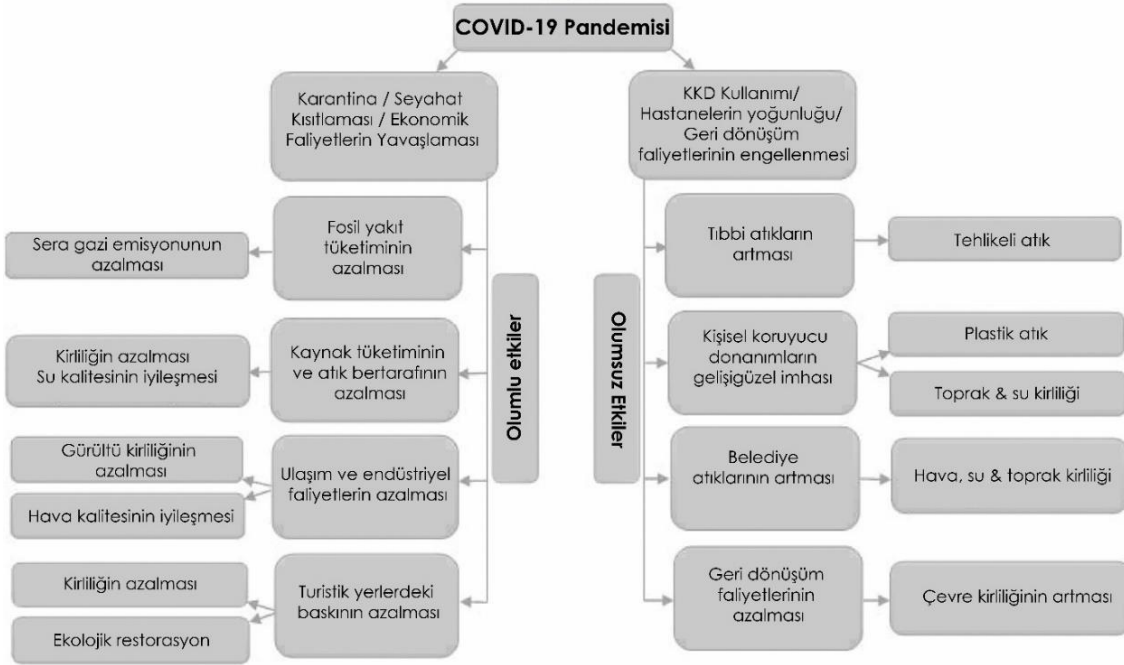 COVID-19 Pandemisi
Karantina / Seyahat
Kısıtlaması / Ekonomik
Faliyetlerin Yavaşlaması
Fosil yakıt
tüketiminin
azalması
Sera gazi emisyonunun
azalması
Kaynak tüketiminin
ve atık bertarafının
azalması
Kirliliğin azalması
Su kalitesinin iyileşmesi
Ulaşım ve endüstriyel
faliyetlerin azalması
Gürültü kirliliğinin
azalması
Hava kalitesinin iyileşmesi
Turistik yerlerdeki
baskının azalması
Kirliliğin azalması
Ekolojik restorasyon
Olumlu etkiler
KKD Kullanımı/
Hastanelerin yoğunluğu/
Geri dönüşüm
faliyetlerinin engellenmesi
Olumsuz Etkiler
Tıbbi atıkların
artması
Tehlikeli atık
Kişisel koruyucu
donanımların
gelişigüzel imhası
Plastik atık
Toprak & su kirliliği
Belediye
atıklarının artması
Hava, su & toprak kirliliği
Geri dönüşüm
faliyetlerinin
azalması
Çevre kirliliğinin artması